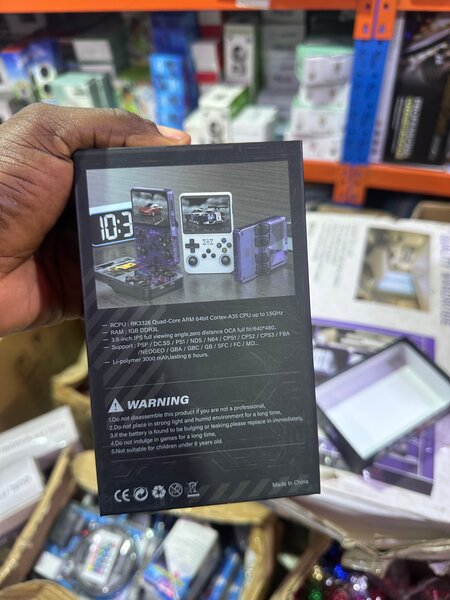 10:3
- RCPU : RK3326 Quad-Core ARM 64bit Cortex-A35 CPU up to 1.5GHz
- RAM : 1GB DDR3L
- 3.5-inch IPS full viewing angle,zero distance OCA full fit/640*480.
- Support : PSP / DC.SS / PS1 / NDS / N64 / CPS1 / CPS2 / CPS3 / FBA
/NEOGEO / GBA / GBC / GB / SFC / FC / MD...
- Li-polymer 3000 mAh,lasting 6 hours.
WARNING
1.Do not disassemble this product if you are not a professional,
2.Do not place in strong light and humid environment for a long time.
3.If the battery is found to be bulging or leaking,please replace in immediately.
4.Do not indulge in games for a long time.
5.Not suitable for children under 6 years old.
CE
Made In China